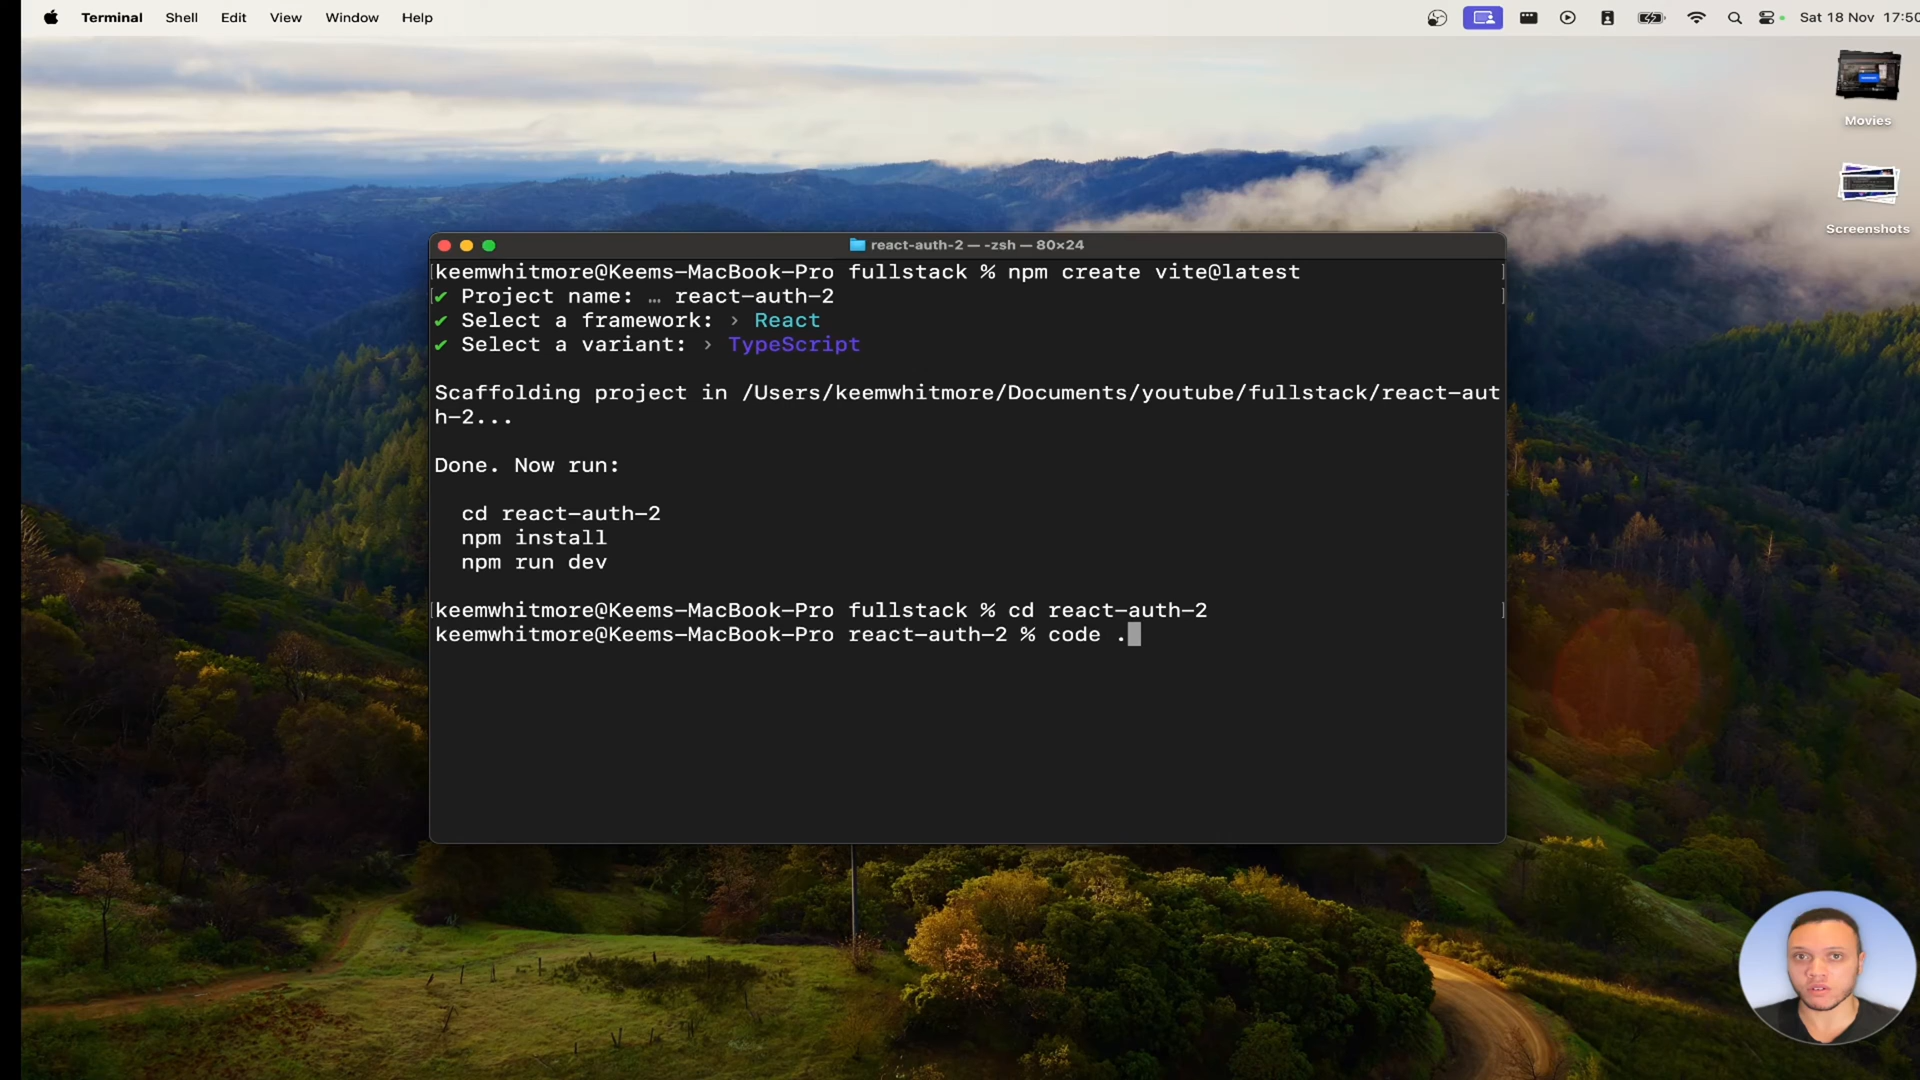 Terminal Shell Edit View Window Help Sat 18 Nov 17:50
Movies
Screenshots
react-auth-2 — -zsh — 80×24
[keemwhitmore@Keems-MacBook-Pro fullstack % npm create vite@latest ]
[✔ Project name: … react-auth-2 ]
✔ Select a framework: › React
✔ Select a variant: › TypeScript
Scaffolding project in /Users/keemwhitmore/Documents/youtube/fullstack/react-aut
h-2...
Done. Now run:
cd react-auth-2
npm install
npm run dev
[keemwhitmore@Keems-MacBook-Pro fullstack % cd react-auth-2 ]
keemwhitmore@Keems-MacBook-Pro react-auth-2 % code .